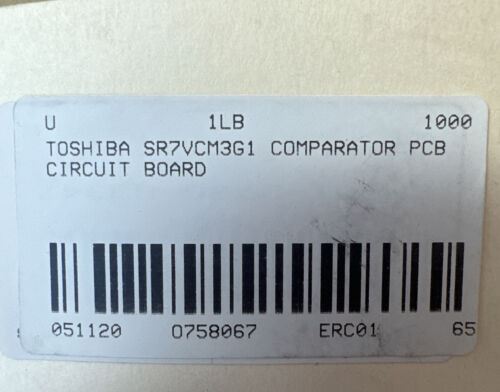 U 1LB 1000
TOSHIBA SR7VCM3G1 COMPARATOR PCB
CIRCUIT BOARD
051120 0758067 ERC01 65